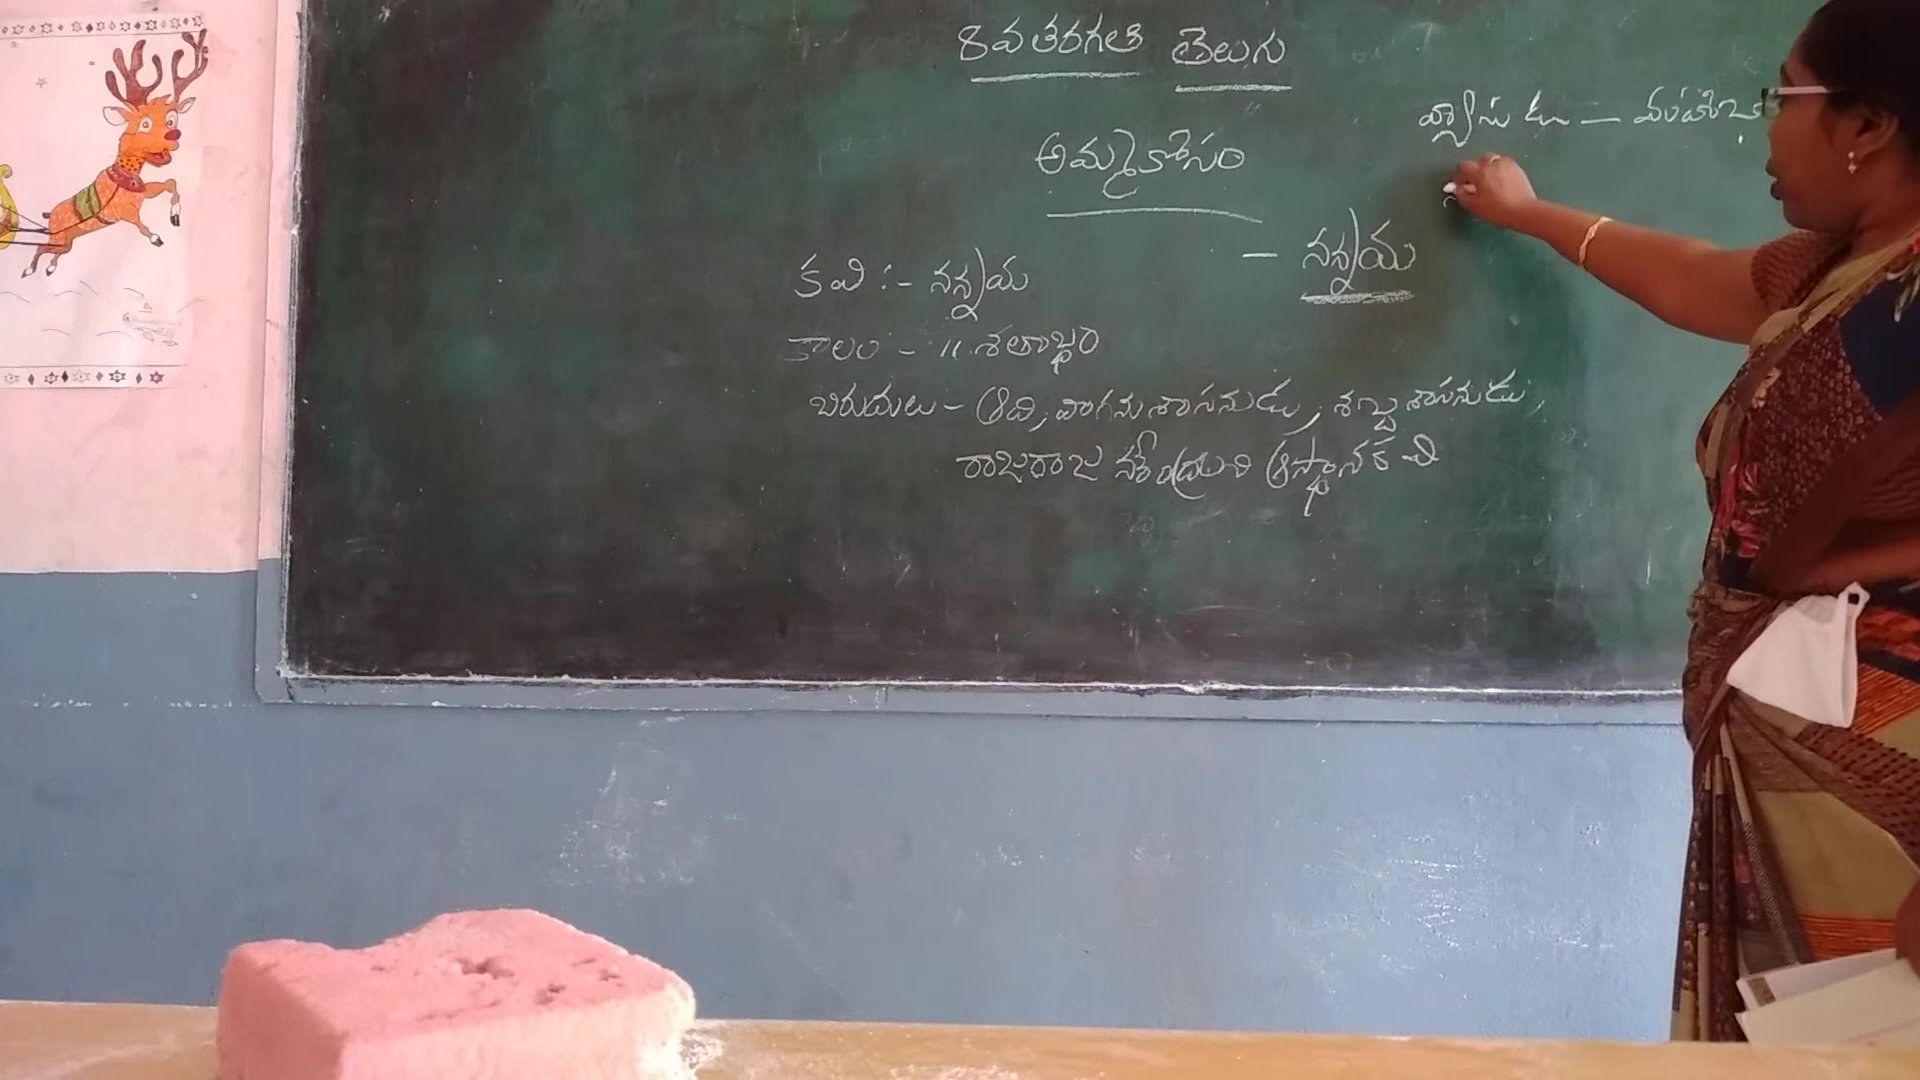 8వ తరగతి తెలుగు
వ్యాసుడు -
అమ్మకోసం
- నన్నయ
కవి :- నన్నయ
కాలం - 11 శతాబ్దం
బిరుదులు - ఆది, వాగనుశాసనుడు, శబ్దశాసనుడు,
రాజరాజ నరేంద్రుని ఆస్థానకవి